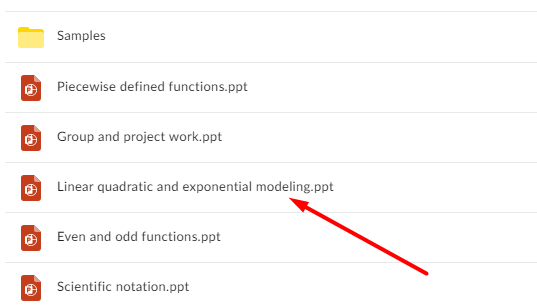 Samples
Piecewise defined functions.ppt
Group and project work.ppt
Linear quadratic and exponential modeling.ppt
Even and odd functions.ppt
Scientific notation.ppt